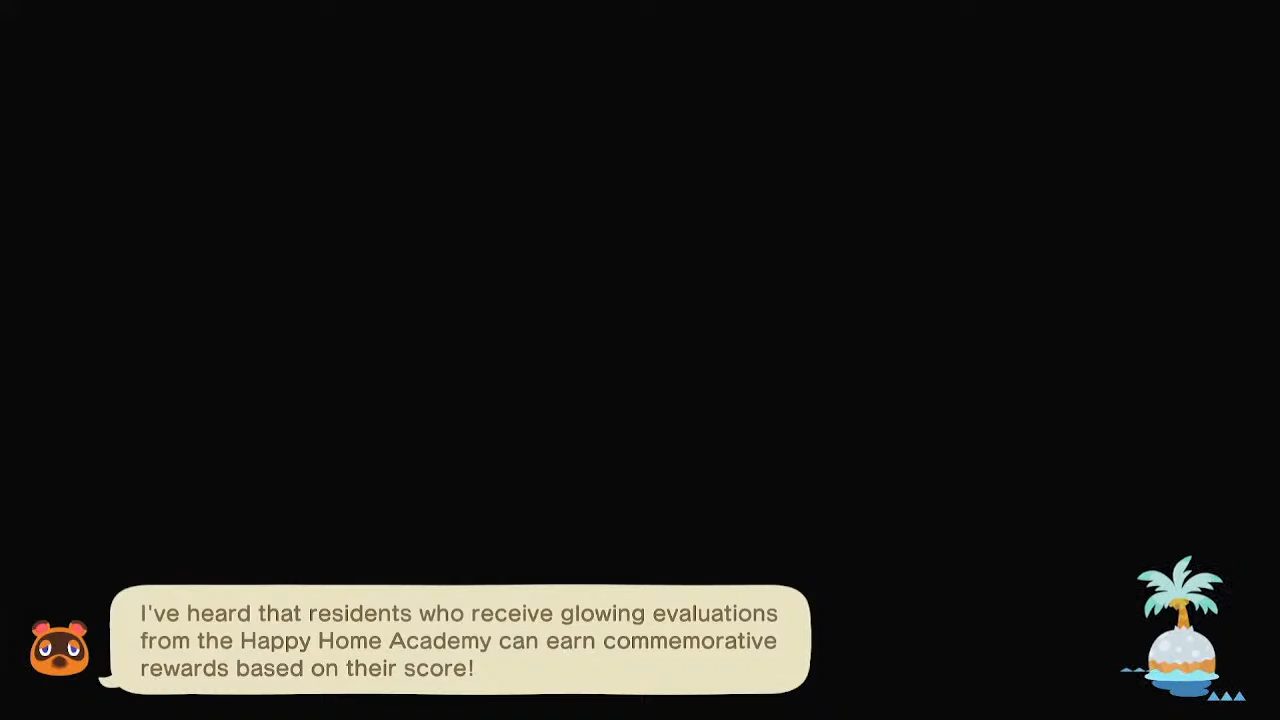 I've heard that residents who receive glowing evaluations
from the Happy Home Academy can earn commemorative
rewards based on their score!